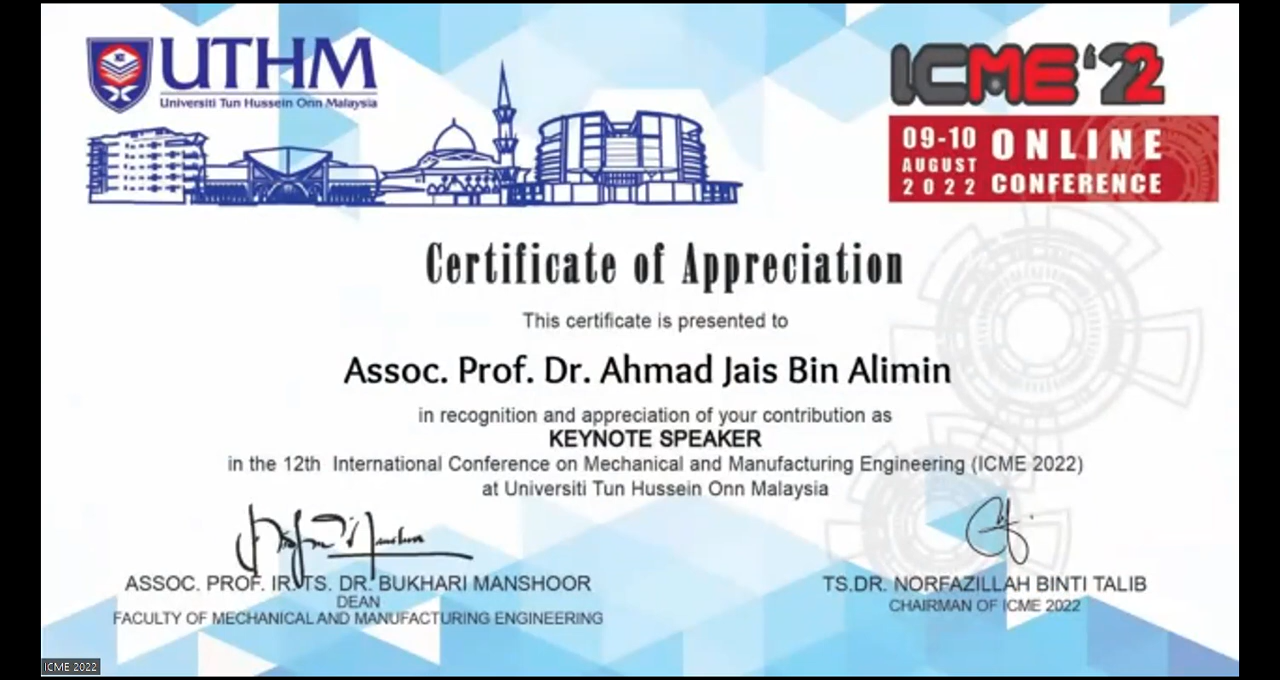 UTHM
Universiti Tun Hussein Onn Malaysia
ICME '22
09-10
AUGUST
2022
ONLINE
CONFERENCE
Certificate of Appreciation
This certificate is presented to
Assoc. Prof. Dr. Ahmad Jais Bin Alimin
in recognition and appreciation of your contribution as
KEYNOTE SPEAKER
in the 12th International Conference on Mechanical and Manufacturing Engineering (ICME 2022)
at Universiti Tun Hussein Onn Malaysia
ASSOC. PROF. IR. TS. DR. BUKHARI MANSHOOR
DEAN
FACULTY OF MECHANICAL AND MANUFACTURING ENGINEERING
TS.DR. NORFAZILLAH BINTI TALIB
CHAIRMAN OF ICME 2022
ICME 2022